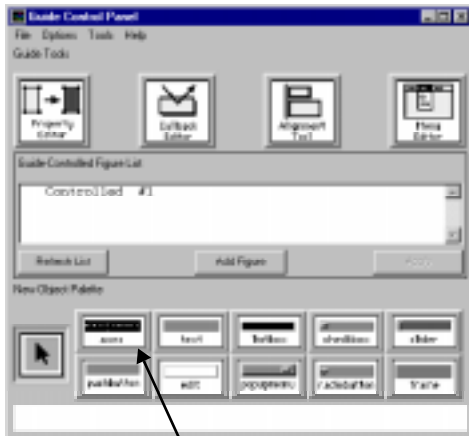 Guide Control Panel
File Options Tools Help
Guide Tools
Property Editor
Callback Editor
Alignment Tool
Menu Editor
Guide-Controlled Figure List
Controlled #1
Refresh List Add Figure Apply
New Object Palette
axes text listbox checkbox slider
pushbutton edit popupmenu radiobutton frame